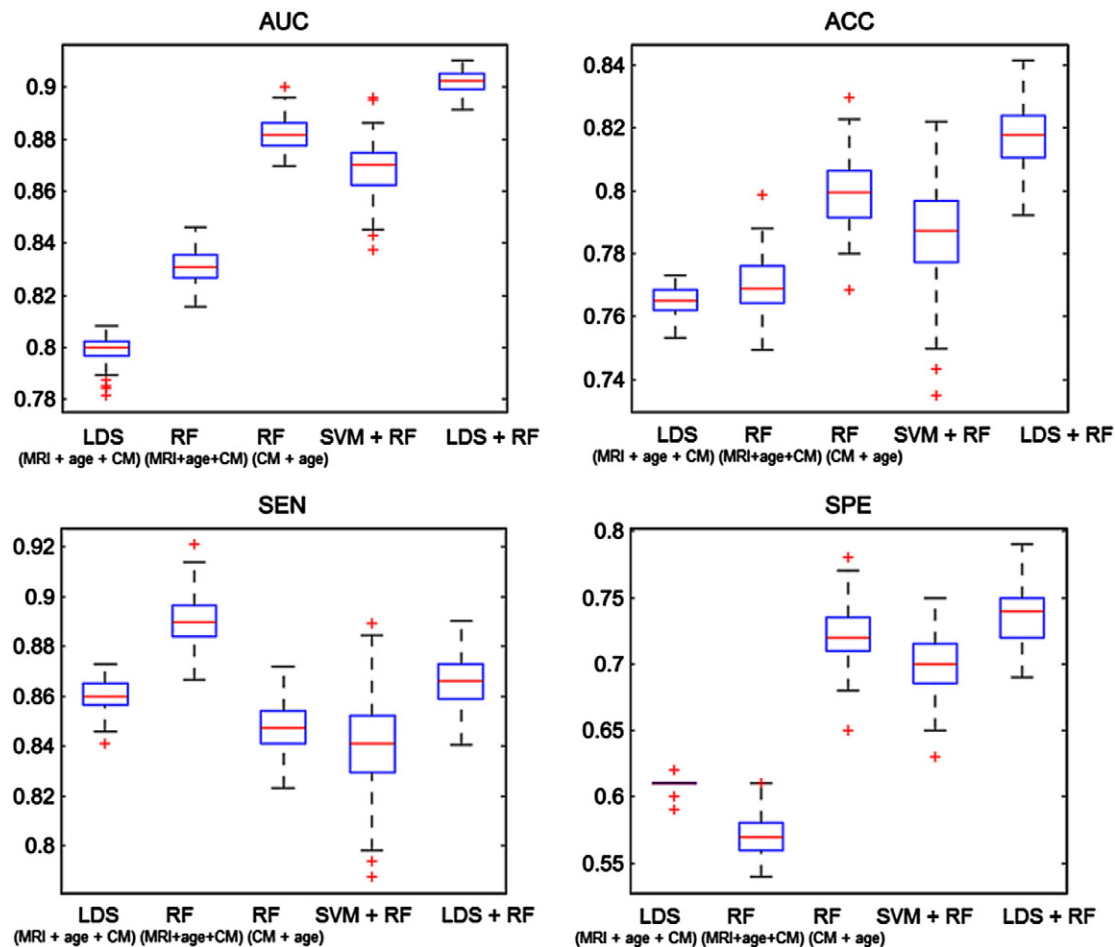 AUC
0.9
0.88
0.86
0.84
0.82
0.8
0.78
LDS RF RF SVM + RF LDS + RF
(MRI + age + CM) (MRI+age+CM) (CM + age)
ACC
0.84
0.82
0.8
0.78
0.76
0.74
LDS RF RF SVM + RF LDS + RF
(MRI + age + CM) (MRI+age+CM) (CM + age)
SEN
0.92
0.9
0.88
0.86
0.84
0.82
0.8
LDS RF RF SVM + RF LDS + RF
(MRI + age + CM) (MRI+age+CM) (CM + age)
SPE
0.8
0.75
0.7
0.65
0.6
0.55
LDS RF RF SVM + RF LDS + RF
(MRI + age + CM) (MRI+age+CM) (CM + age)